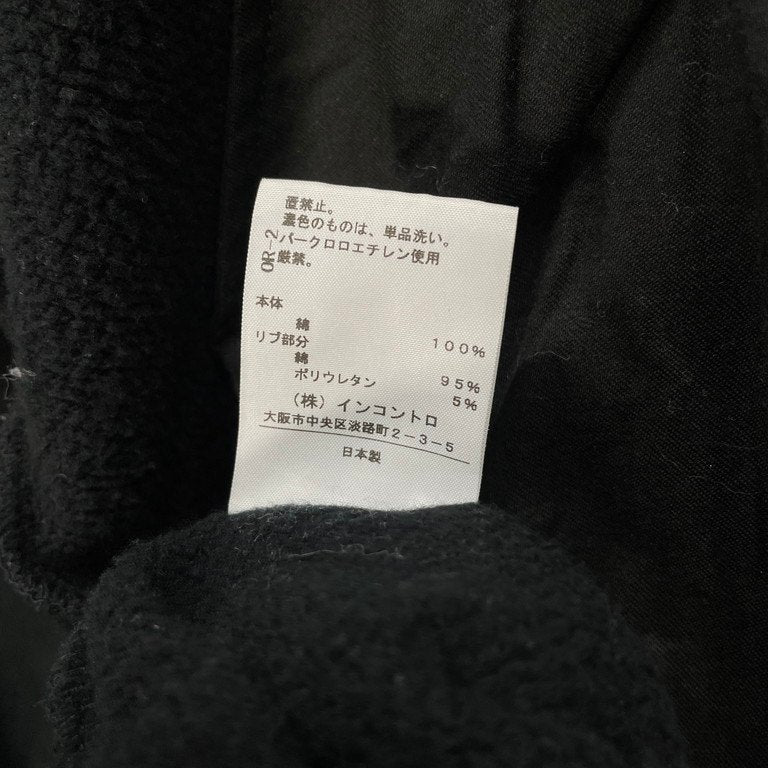 置禁止。
濃色のものは、単品洗い。
パークロロエチレン使用
厳禁。
OR-2
本体
綿 100%
リブ部分
綿 95%
ポリウレタン 5%
(株)インコントロ
大阪市中央区淡路町2-3-5
日本製